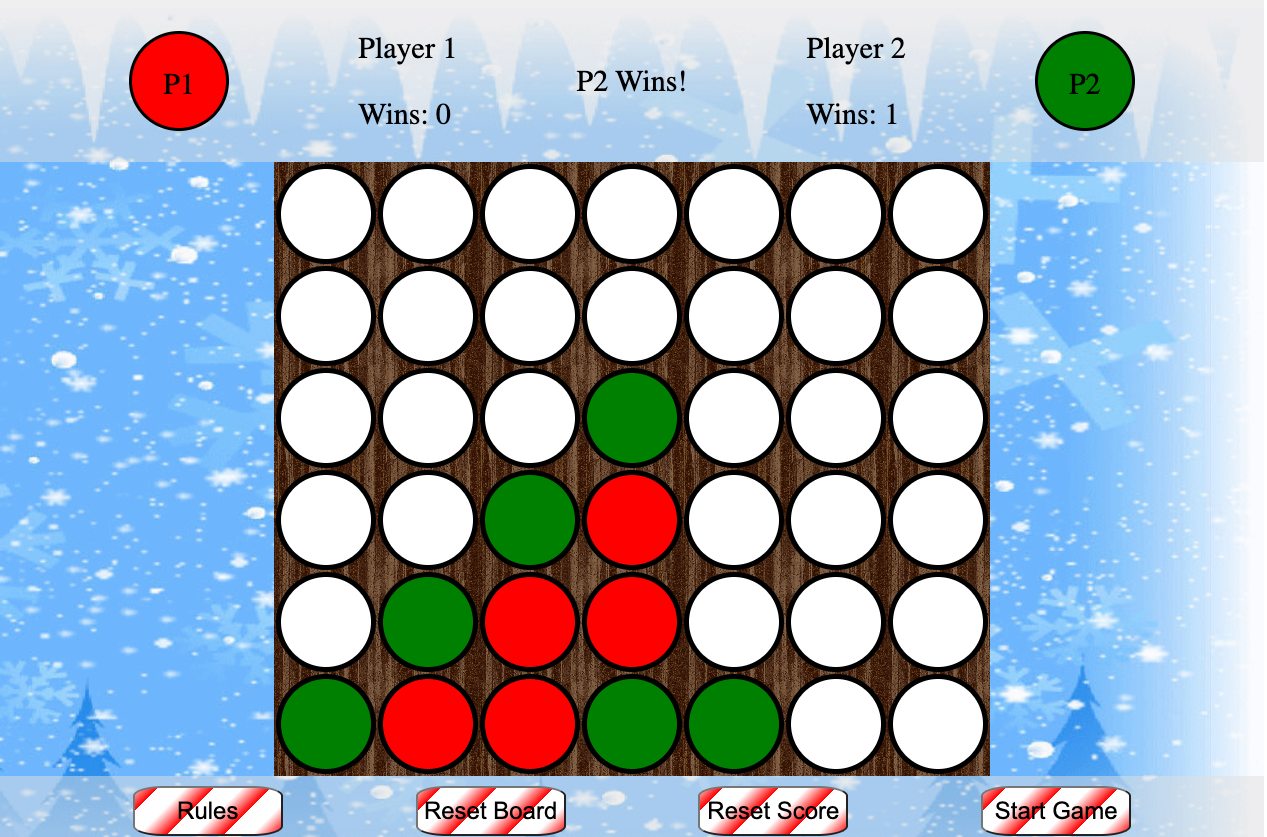 P1
Player 1
Wins: 0
P2 Wins!
Player 2
Wins: 1
P2
Rules
Reset Board
Reset Score
Start Game